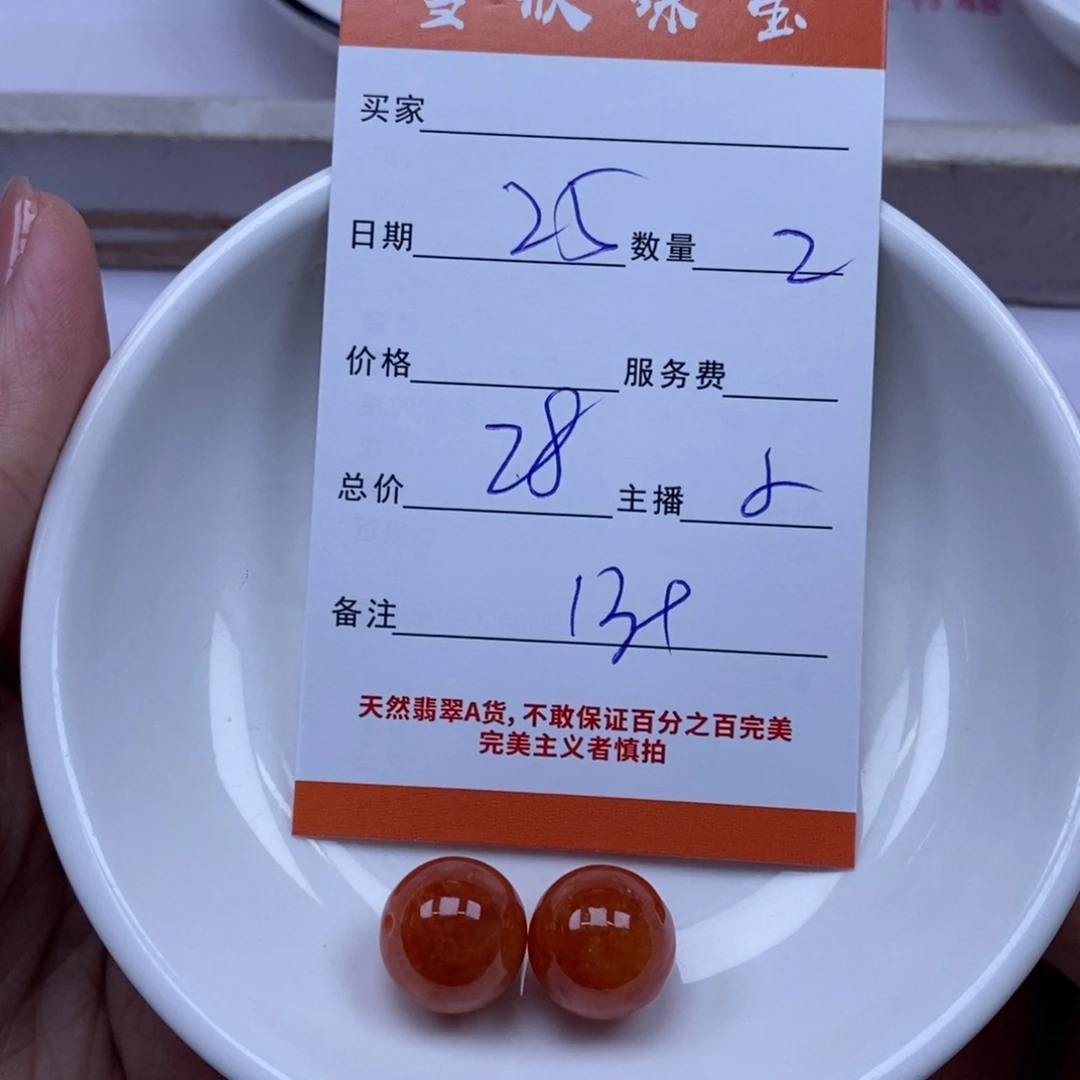 珠宝
买家
日期 25 数量 2
价格 服务费
总价 28 主播
备注
天然翡翠A货,不敢保证百分之百完美
完美主义者慎拍